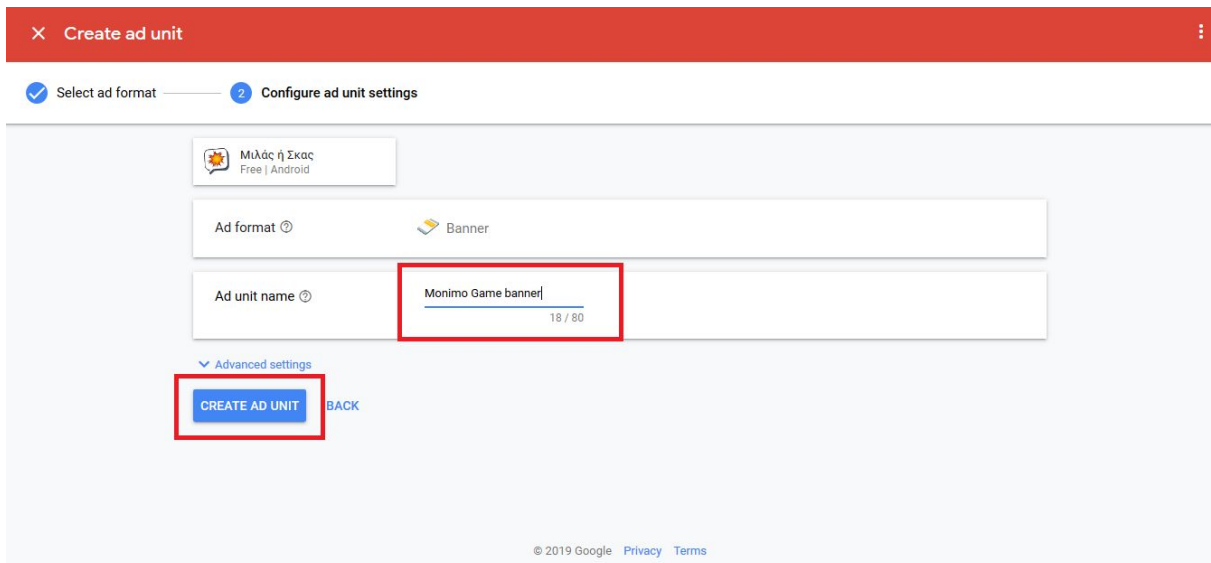 Create ad unit
Select ad format
2 Configure ad unit settings
Μιλάς ή Σκας
Free | Android
Ad format
Banner
Ad unit name
Monimo Game banner
18 / 80
Advanced settings
CREATE AD UNIT BACK
© 2019 Google Privacy Terms